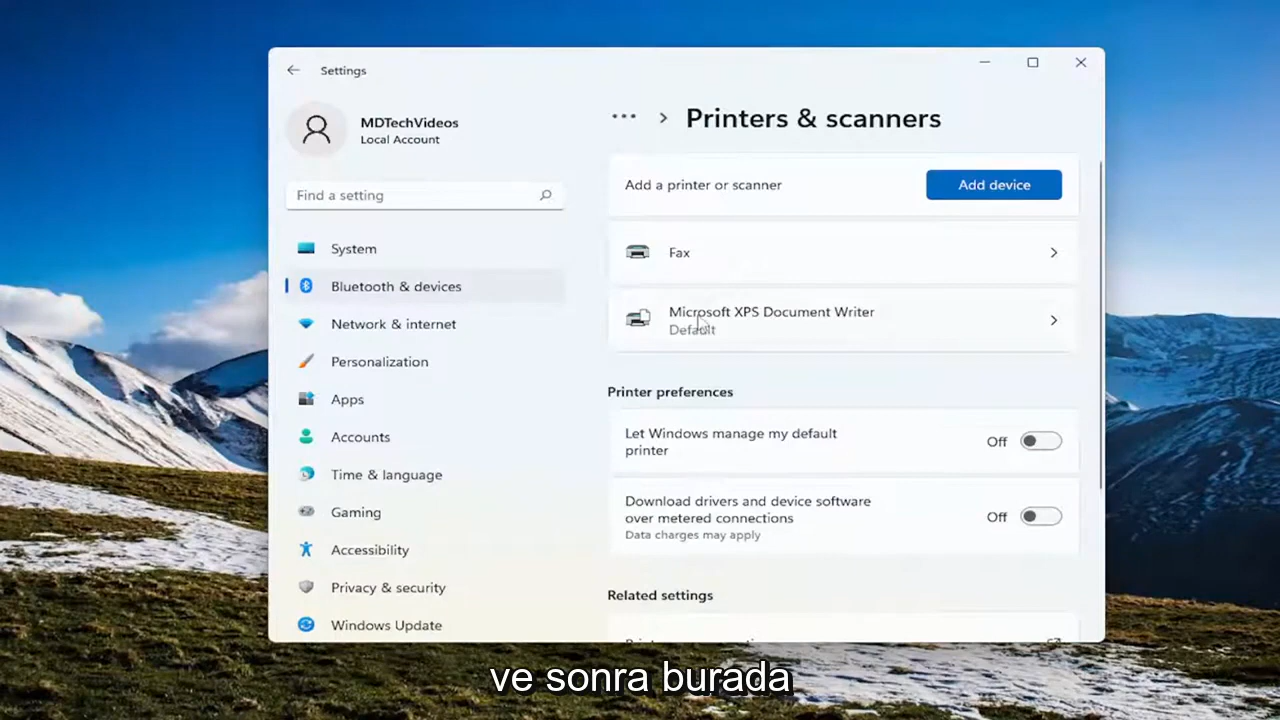 Settings
MDTechVideos
Local Account
Find a setting
System
Bluetooth & devices
Network & internet
Personalization
Apps
Accounts
Time & language
Gaming
Accessibility
Privacy & security
Windows Update
Printers & scanners
Add a printer or scanner
Add device
Fax
Microsoft XPS Document Writer
Default
Printer preferences
Let Windows manage my default
printer
Off
Download drivers and device software
over metered connections
Data charges may apply
Off
Related settings
ve sonra burada